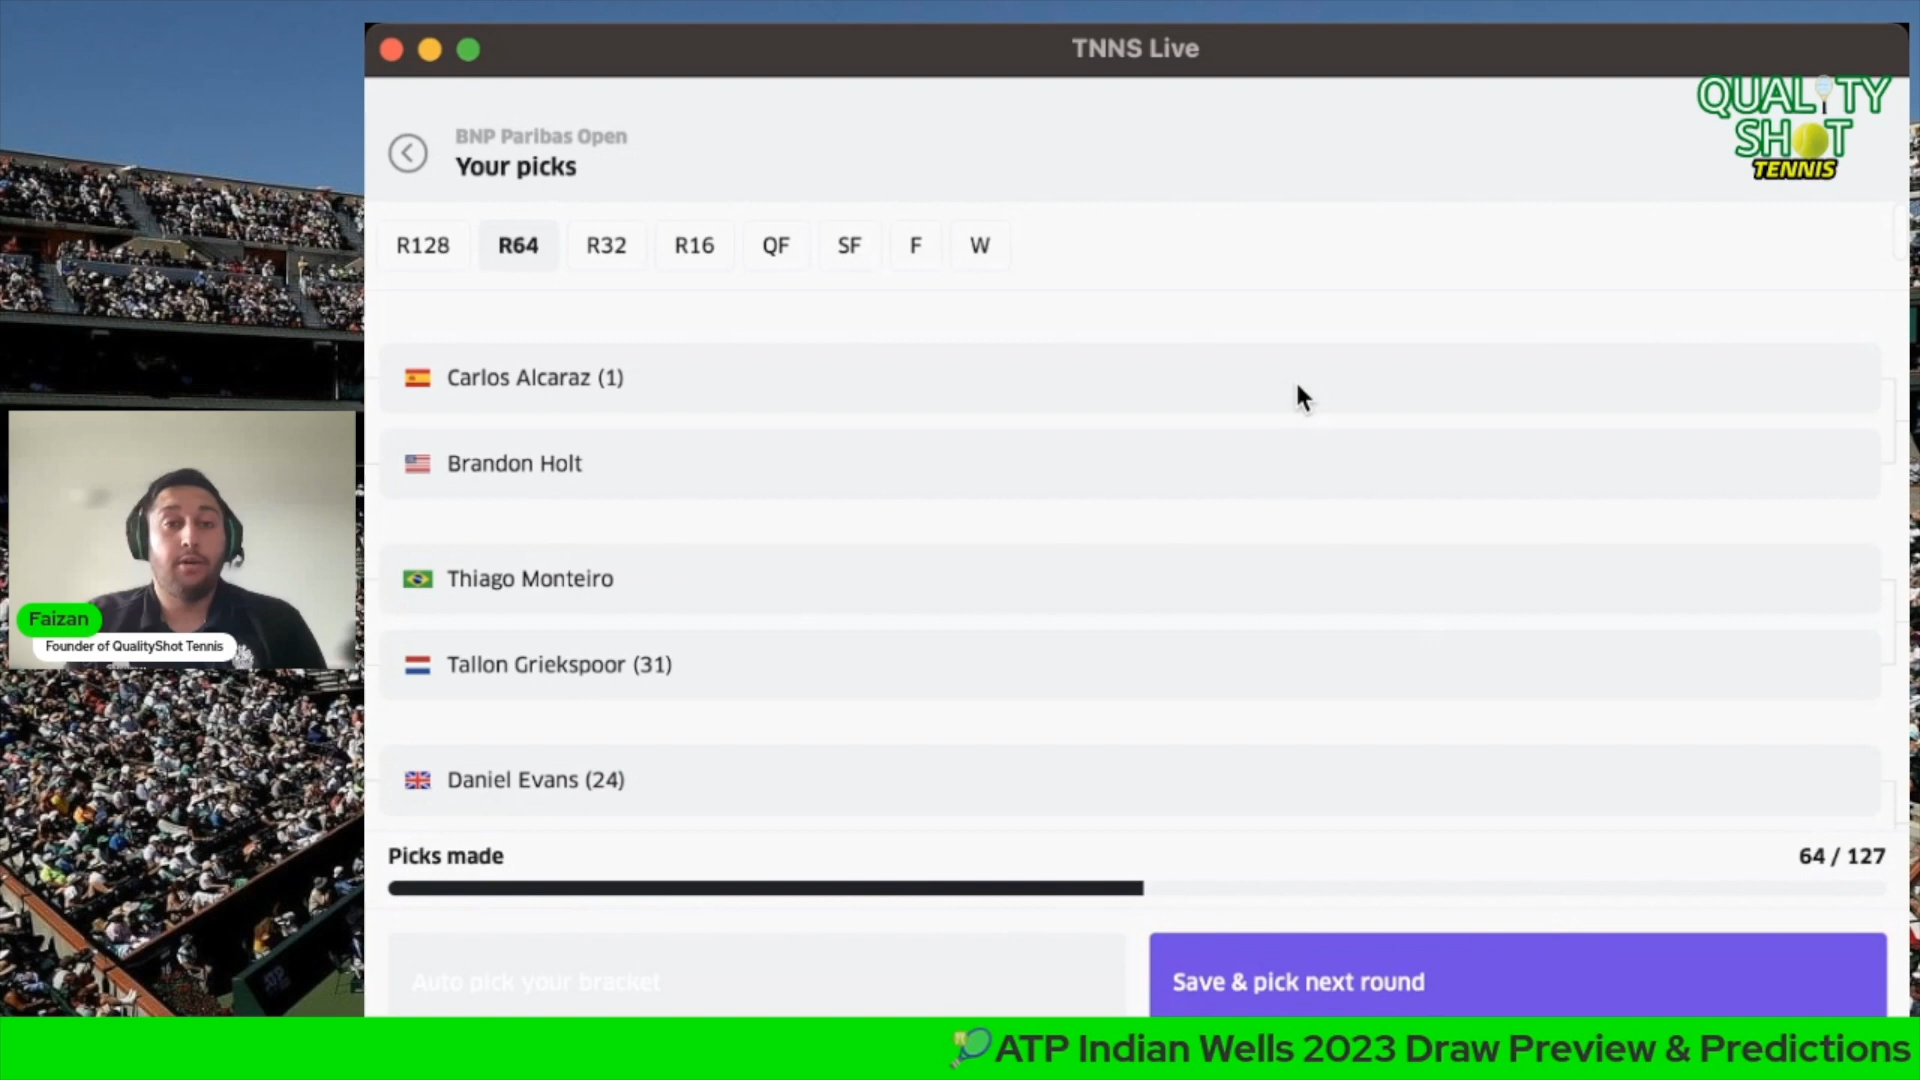 TNNS Live
QUALITY
SHOT
TENNIS
BNP Paribas Open
Your picks
R128 R64 R32 R16 QF SF F W
Carlos Alcaraz (1)
Brandon Holt
Thiago Monteiro
Tallon Griekspoor (31)
Daniel Evans (24)
Faizan
Founder of QualityShot Tennis
Picks made 64 / 127
Auto pick your bracket
Save & pick next round
ATP Indian Wells 2023 Draw Preview & Predictions